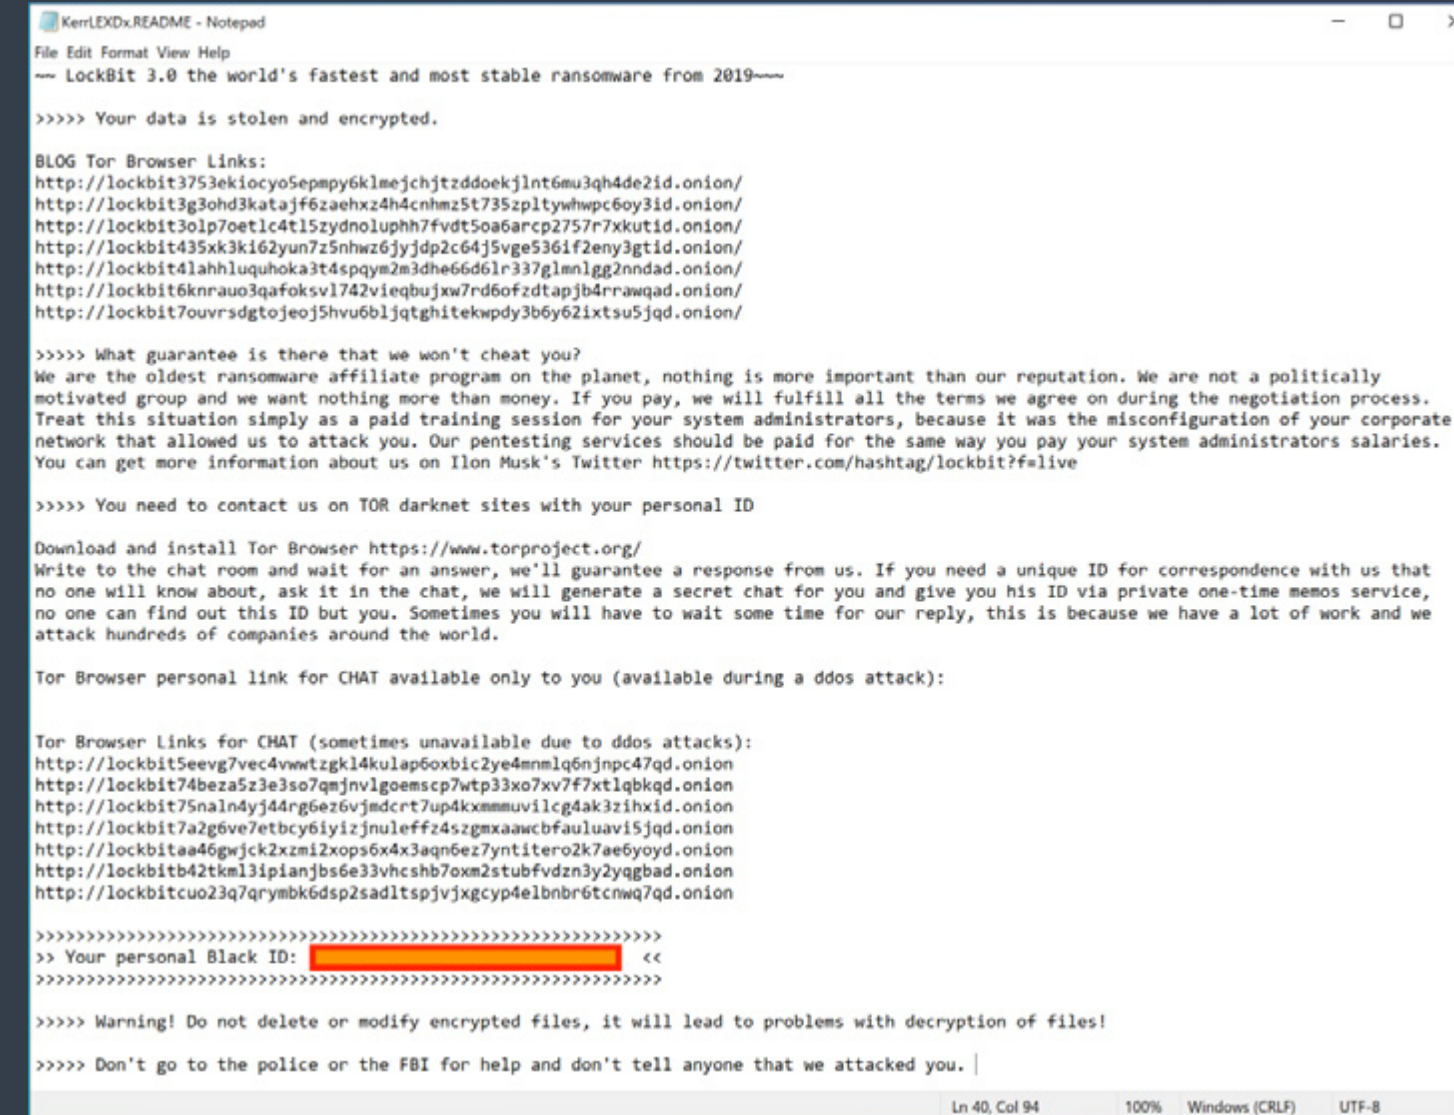 KerrLEXDx.README - Notepad
File Edit Format View Help
~~ LockBit 3.0 the world's fastest and most stable ransomware from 2019~~~
>>>>> Your data is stolen and encrypted.
BLOG Tor Browser Links:
http://lockbit3753ekiocyo5epmpy6klmejchjtzddoekjlnt6mu3qh4de2id.onion/
http://lockbit3g3ohd3katajf6zaehxz4h4cnhmz5t735zpltywhwpc6oy3id.onion/
http://lockbit3olp7oetlc4tl5zydnoluphh7fvdt5oa6arcp2757r7xkutid.onion/
http://lockbit435xk3ki62yun7z5nhwz6jyjdp2c64j5vge536if2eny3gtid.onion/
http://lockbit4lahhluquhoka3t4spqym2m3dhe66d6lr337glmnlgg2nndad.onion/
http://lockbit6knrauo3qafoksvl742vieqbujxw7rd6ofzdtapjb4rrawqad.onion/
http://lockbit7ouvrsdgtojeoj5hvu6bljqtghitekwpdy3b6y62ixtsu5jqd.onion/
>>>>> What guarantee is there that we won't cheat you?
We are the oldest ransomware affiliate program on the planet, nothing is more important than our reputation. We are not a politically
motivated group and we want nothing more than money. If you pay, we will fulfill all the terms we agree on during the negotiation process.
Treat this situation simply as a paid training session for your system administrators, because it was the misconfiguration of your corporate
network that allowed us to attack you. Our pentesting services should be paid for the same way you pay your system administrators salaries.
You can get more information about us on Ilon Musk's Twitter https://twitter.com/hashtag/lockbit?f=live
>>>>> You need to contact us on TOR darknet sites with your personal ID
Download and install Tor Browser https://www.torproject.org/
Write to the chat room and wait for an answer, we'll guarantee a response from us. If you need a unique ID for correspondence with us that
no one will know about, ask it in the chat, we will generate a secret chat for you and give you his ID via private one-time memos service,
no one can find out this ID but you. Sometimes you will have to wait some time for our reply, this is because we have a lot of work and we
attack hundreds of companies around the world.
Tor Browser personal link for CHAT available only to you (available during a ddos attack):
Tor Browser Links for CHAT (sometimes unavailable due to ddos attacks):
http://lockbit5eevg7vec4vwwtzgkl4kulap6oxbic2ye4mnmlq6njnpc47qd.onion
http://lockbit74beza5z3e3so7qmjnvlgoemscp7wtp33xo7xv7f7xtlqbkqd.onion
http://lockbit75naln4yj44rg6ez6vjmdcrt7up4kxmmmuvilcg4ak3zihxid.onion
http://lockbit7a2g6ve7etbcy6iyizjnuleffz4szgmxaawcbfauluavi5jqd.onion
http://lockbitaa46gwjck2xzmi2xops6x4x3aqn6ez7yntitero2k7ae6yoyd.onion
http://lockbitb42tkml3ipianjbs6e33vhcshb7oxm2stubfvdzn3y2yqgbad.onion
http://lockbitcuo23q7qrymbk6dsp2sadltspjvjxgcyp4elbnbr6tcnwq7qd.onion
>>>>>>>>>>>>>>>>>>>>>>>>>>>>>>>>>>>>>>>>>>>>>>>>>>>>>>>>>>>>>>
>> Your personal Black ID: <<
>>>>>>>>>>>>>>>>>>>>>>>>>>>>>>>>>>>>>>>>>>>>>>>>>>>>>>>>>>>>>>
>>>>> Warning! Do not delete or modify encrypted files, it will lead to problems with decryption of files!
>>>>> Don't go to the police or the FBI for help and don't tell anyone that we attacked you.
Ln 40, Col 94 100% Windows (CRLF) UTF-8